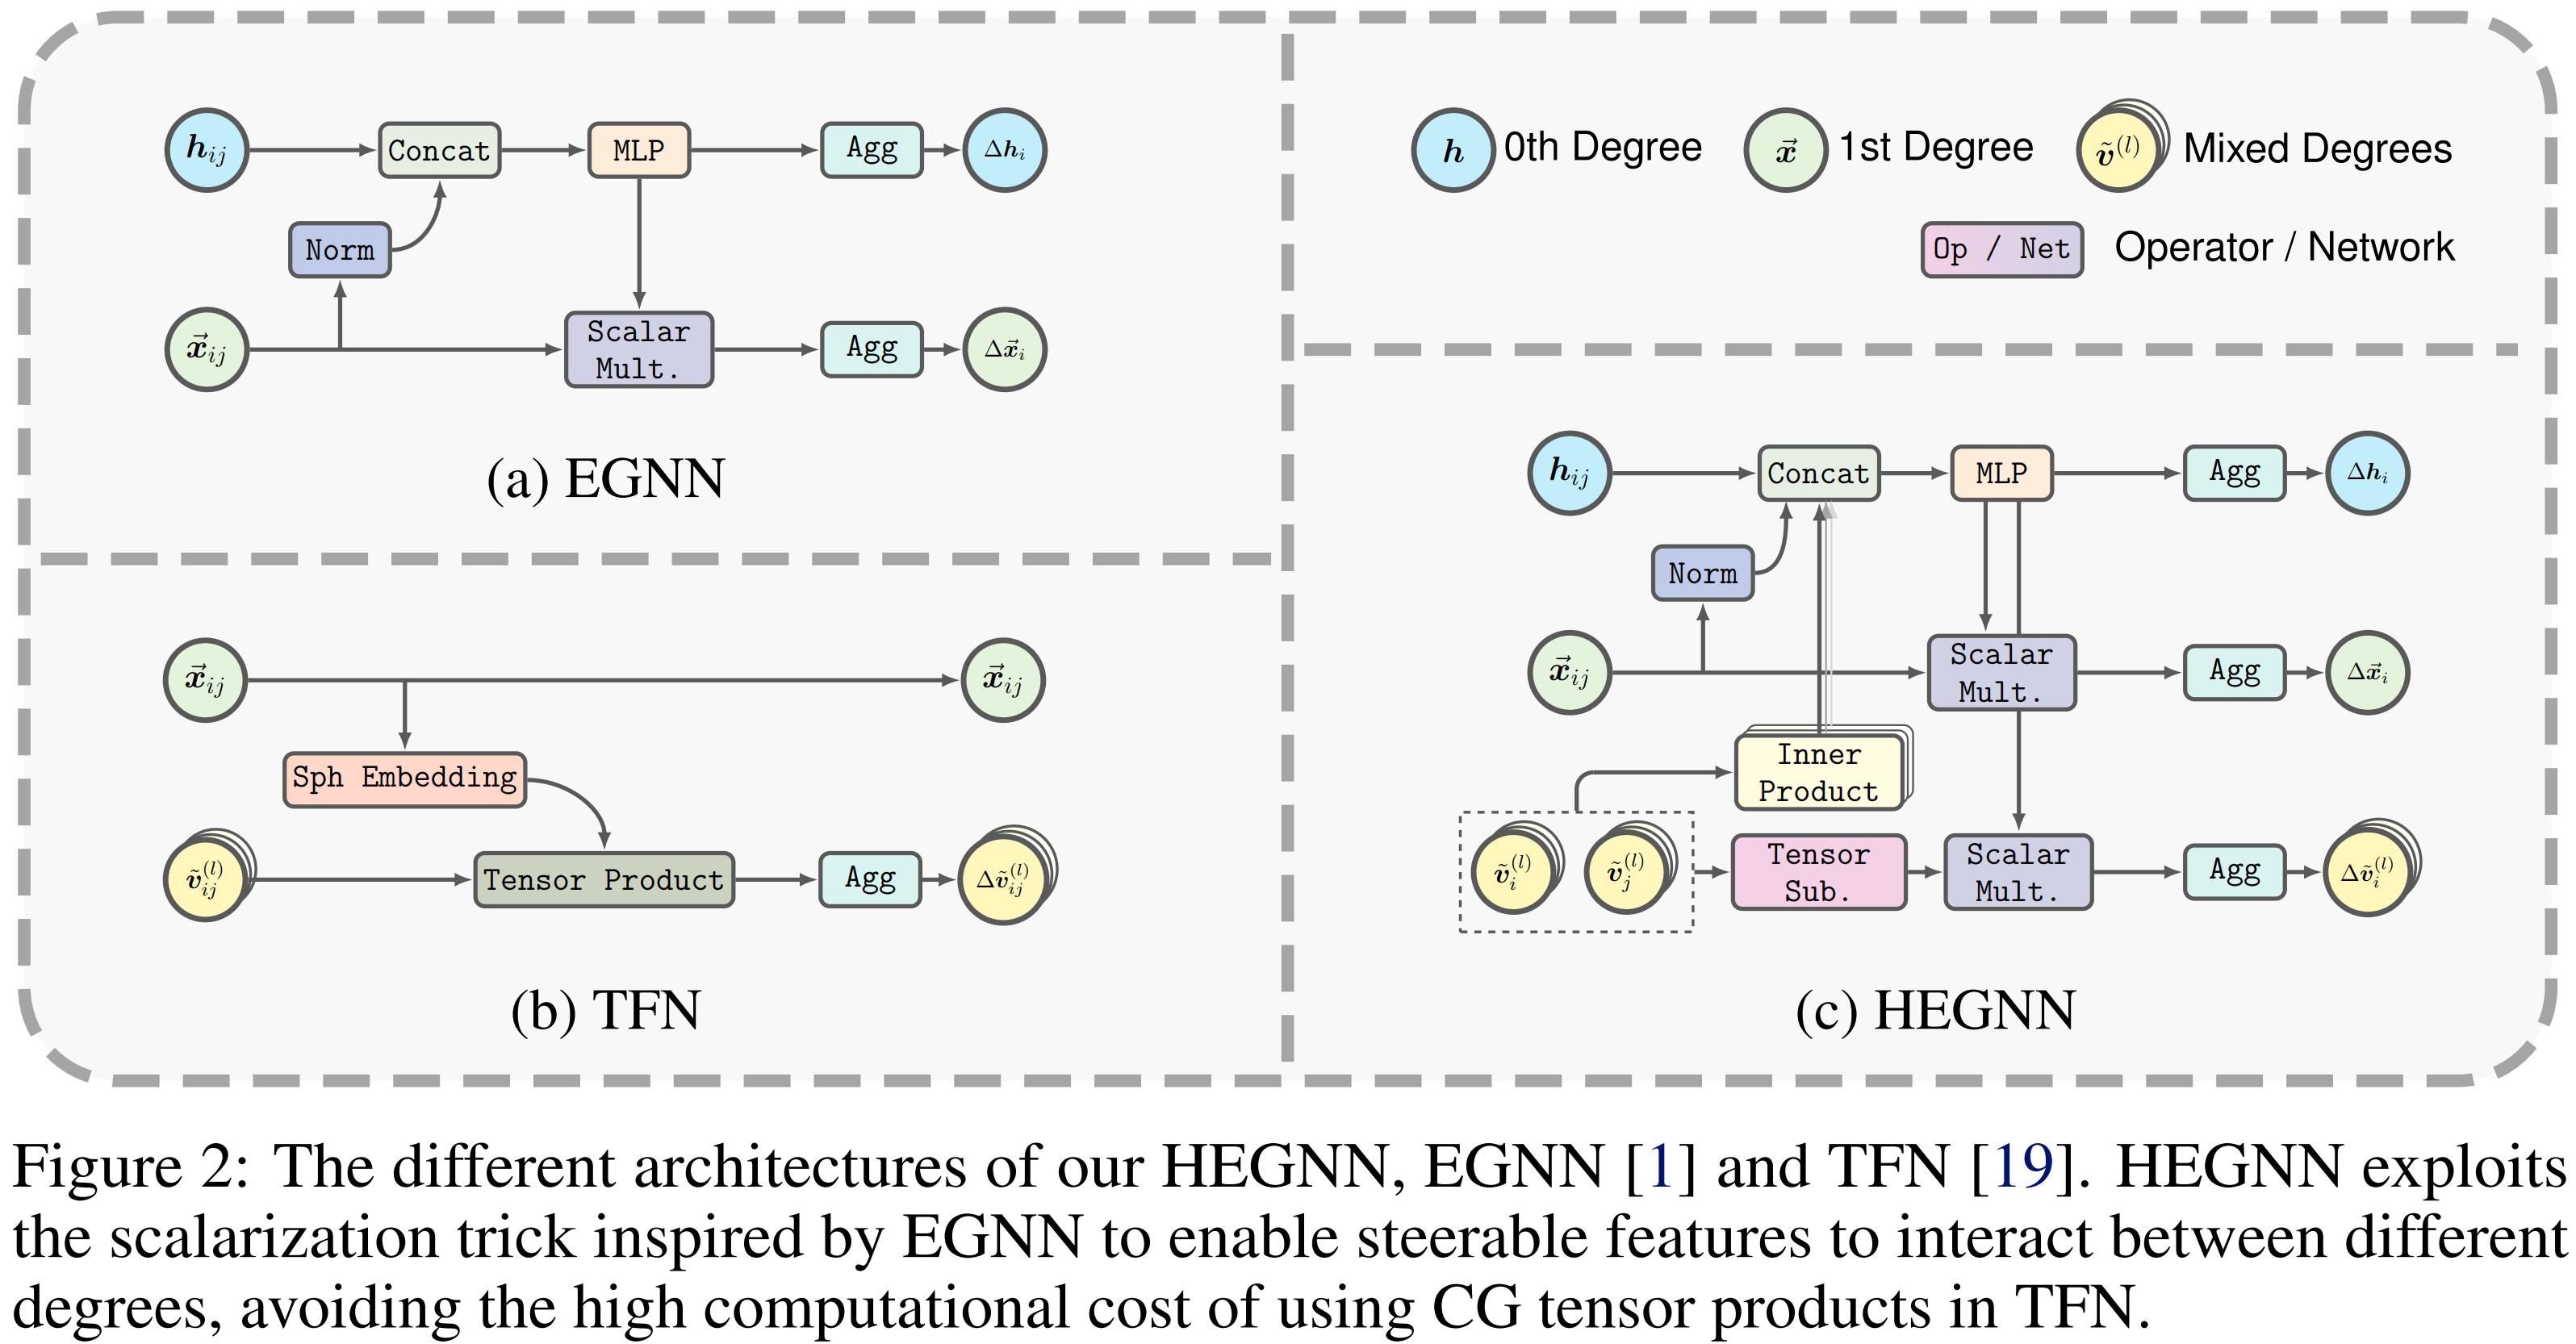 h_ij Concat MLP Agg Δh_i
Norm
x⃗_ij Scalar Mult. Agg Δx⃗_i
(a) EGNN
x⃗_ij x⃗_ij
Sph Embedding
ṽ_ij^(l) Tensor Product Agg Δṽ_ij^(l)
(b) TFN
h 0th Degree x⃗ 1st Degree ṽ^(l) Mixed Degrees
Op / Net Operator / Network
h_ij Concat MLP Agg Δh_i
Norm
x⃗_ij Scalar Mult. Agg Δx⃗_i
Inner Product
ṽ_i^(l) ṽ_j^(l) Tensor Sub. Scalar Mult. Agg Δṽ_i^(l)
(c) HEGNN
Figure 2: The different architectures of our HEGNN, EGNN [1] and TFN [19]. HEGNN exploits
the scalarization trick inspired by EGNN to enable steerable features to interact between different
degrees, avoiding the high computational cost of using CG tensor products in TFN.